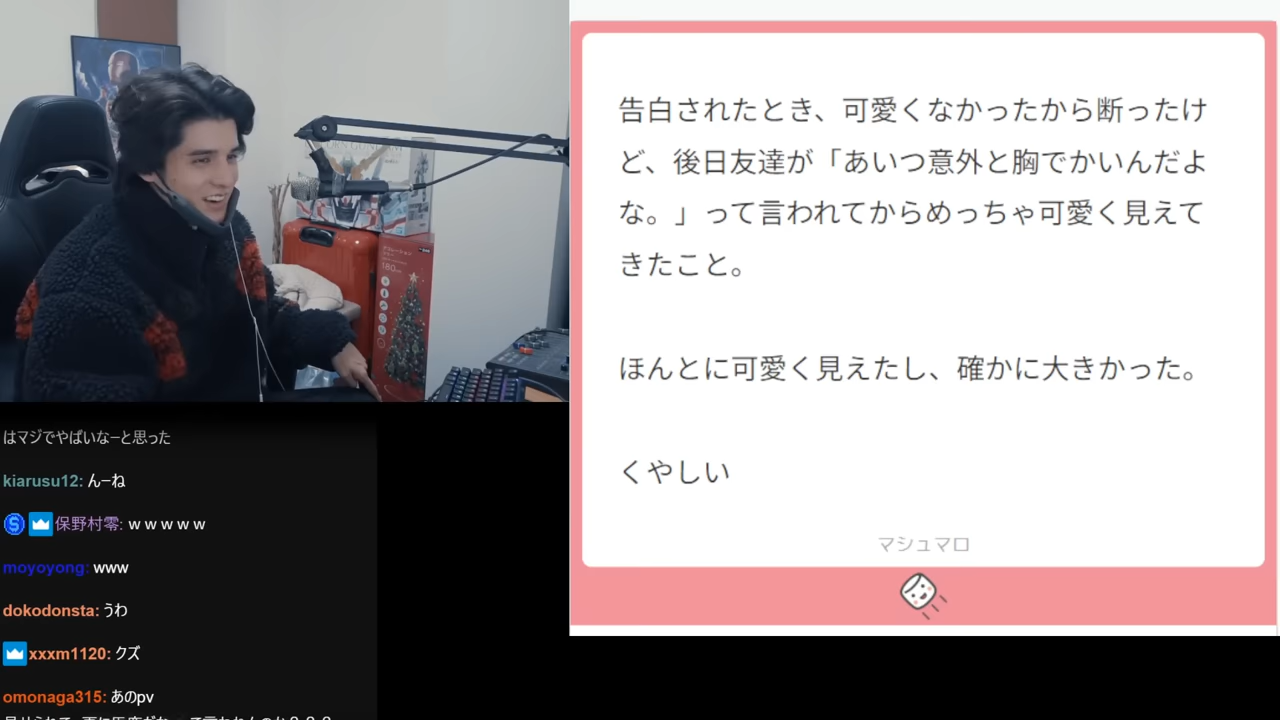 告白されたとき、可愛くなかったから断ったけ
ど、後日友達が「あいつ意外と胸でかいんだよ
な。」って言われてからめっちゃ可愛く見えて
きたこと。
ほんとに可愛く見えたし、確かに大きかった。
くやしい
マシュマロ
180cm
はマジでやばいなーと思った
kiarusu12: んーね
保野村零: ｗｗｗｗｗ
moyoyong: www
dokodonsta: うわ
xxxm1120: クズ
omonaga315: あのpv